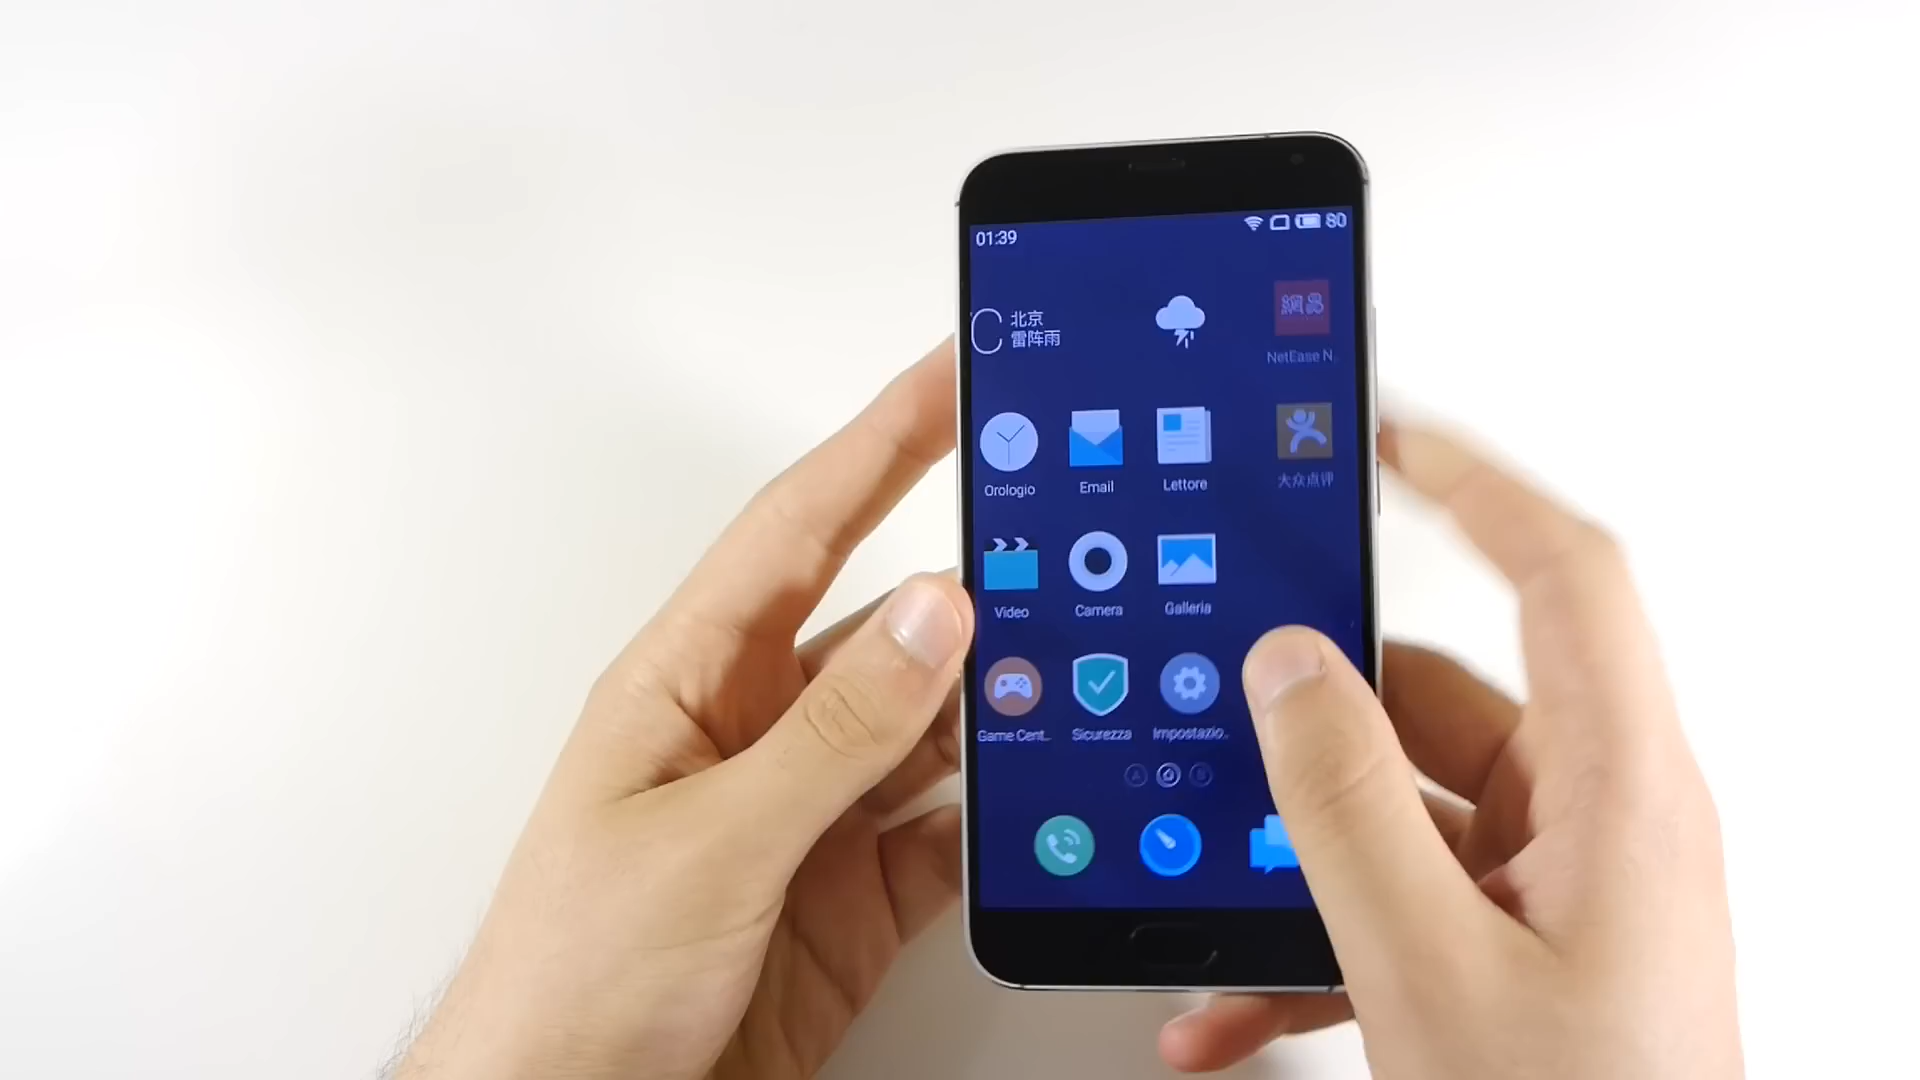 01:39
80
C 北京
雷阵雨
網易
NetEase N..
Orologio
Email
Lettore
大众点评
Video
Camera
Galleria
Game Cent..
Sicurezza
Impostazio..
A
B